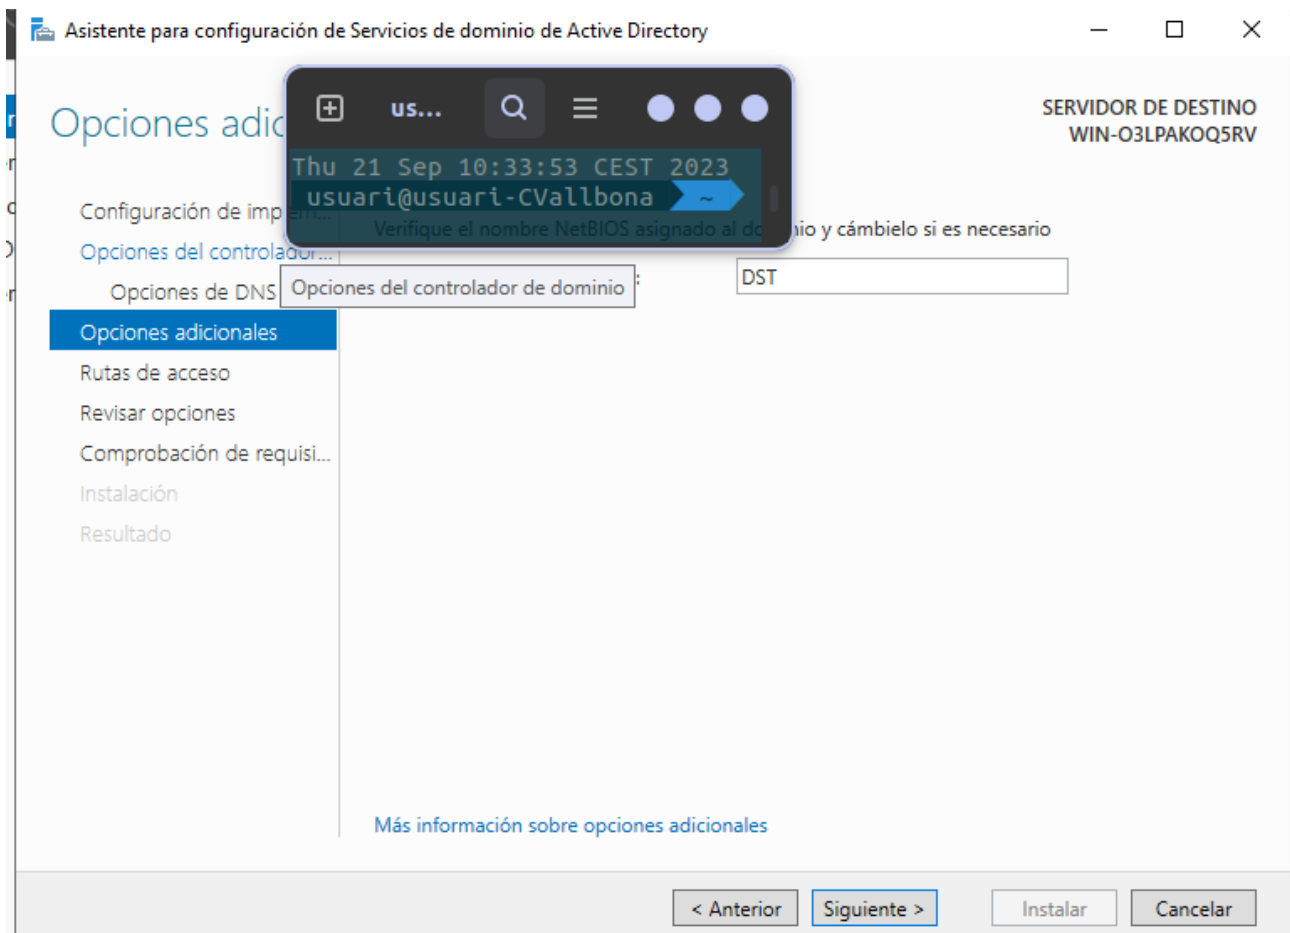 Asistente para configuración de Servicios de dominio de Active Directory
Opciones adic
us...
SERVIDOR DE DESTINO
WIN-O3LPAKOQ5RV
Thu 21 Sep 10:33:53 CEST 2023
usuari@usuari-CVallbona ~
Configuración de implem...
Verifique el nombre NetBIOS asignado al dominio y cámbielo si es necesario
Opciones del controlador...
Opciones de DNS
Opciones del controlador de dominio
:
DST
Opciones adicionales
Rutas de acceso
Revisar opciones
Comprobación de requisi...
Instalación
Resultado
Más información sobre opciones adicionales
< Anterior
Siguiente >
Instalar
Cancelar